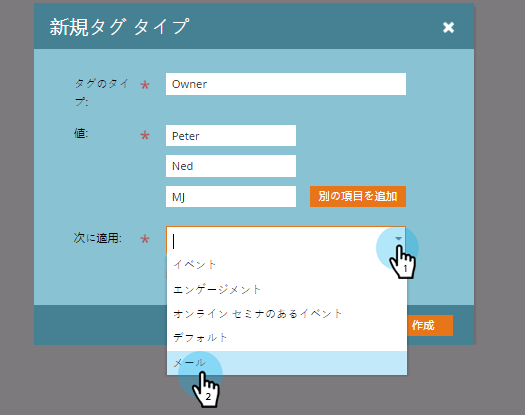 新規タグ タイプ
タグのタイ
プ:
*
Owner
値:
*
Peter
Ned
MJ
別の項目を追加
次に適用:
*
1
イベント
エンゲージメント
オンライン セミナのあるイベント
デフォルト
メール
作成
2